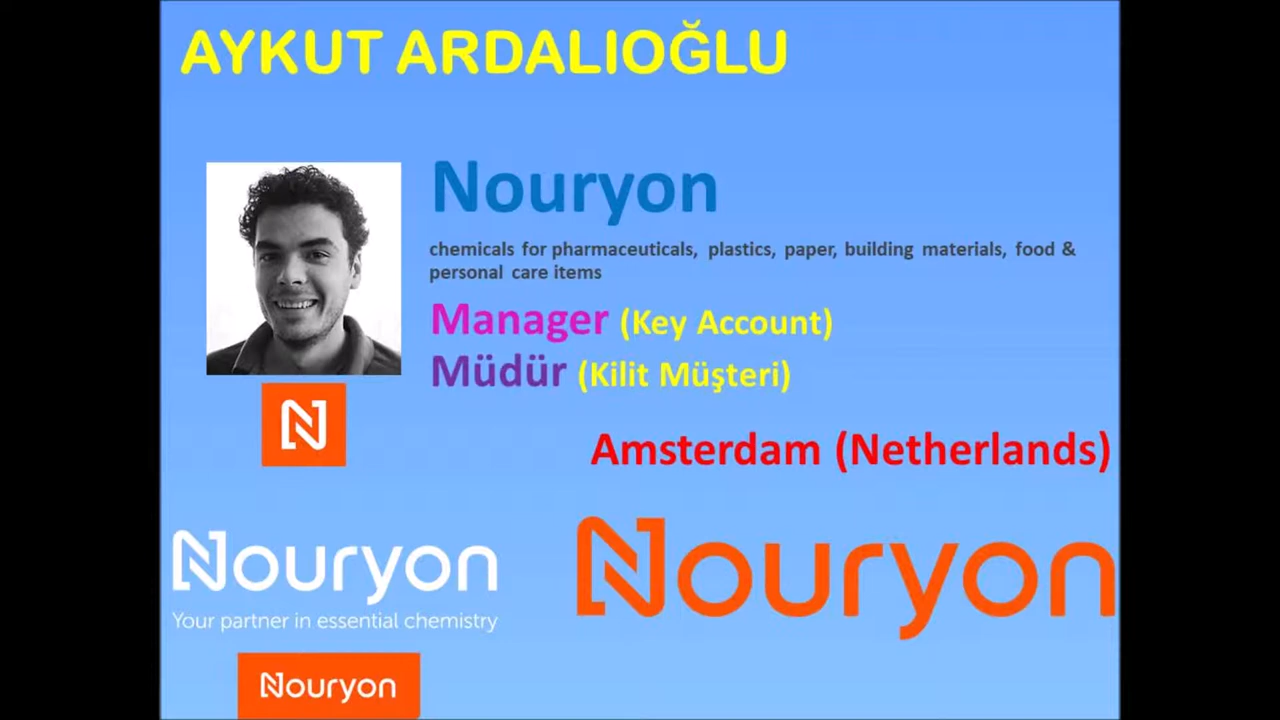 AYKUT ARDALIOĞLU
Nouryon
chemicals for pharmaceuticals, plastics, paper, building materials, food &
personal care items
Manager (Key Account)
Müdür (Kilit Müşteri)
N
Amsterdam (Netherlands)
Nouryon
Your partner in essential chemistry
Nouryon
Nouryon